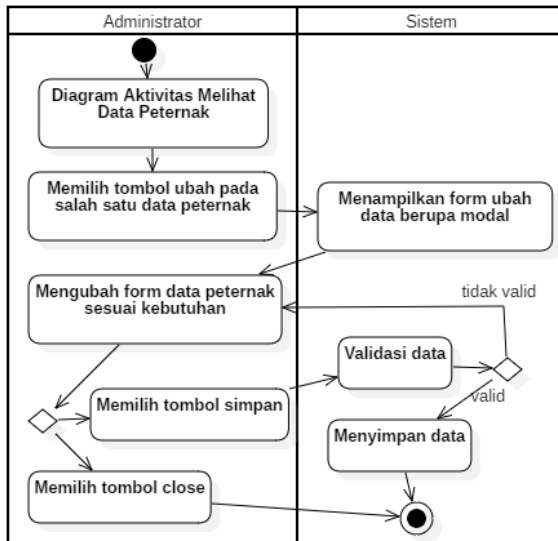 Administrator
Sistem
Diagram Aktivitas Melihat
Data Peternak
Memilih tombol ubah pada
salah satu data peternak
Menampilkan form ubah
data berupa modal
Mengubah form data peternak
sesuai kebutuhan
tidak valid
Validasi data
Memilih tombol simpan
valid
Menyimpan data
Memilih tombol close